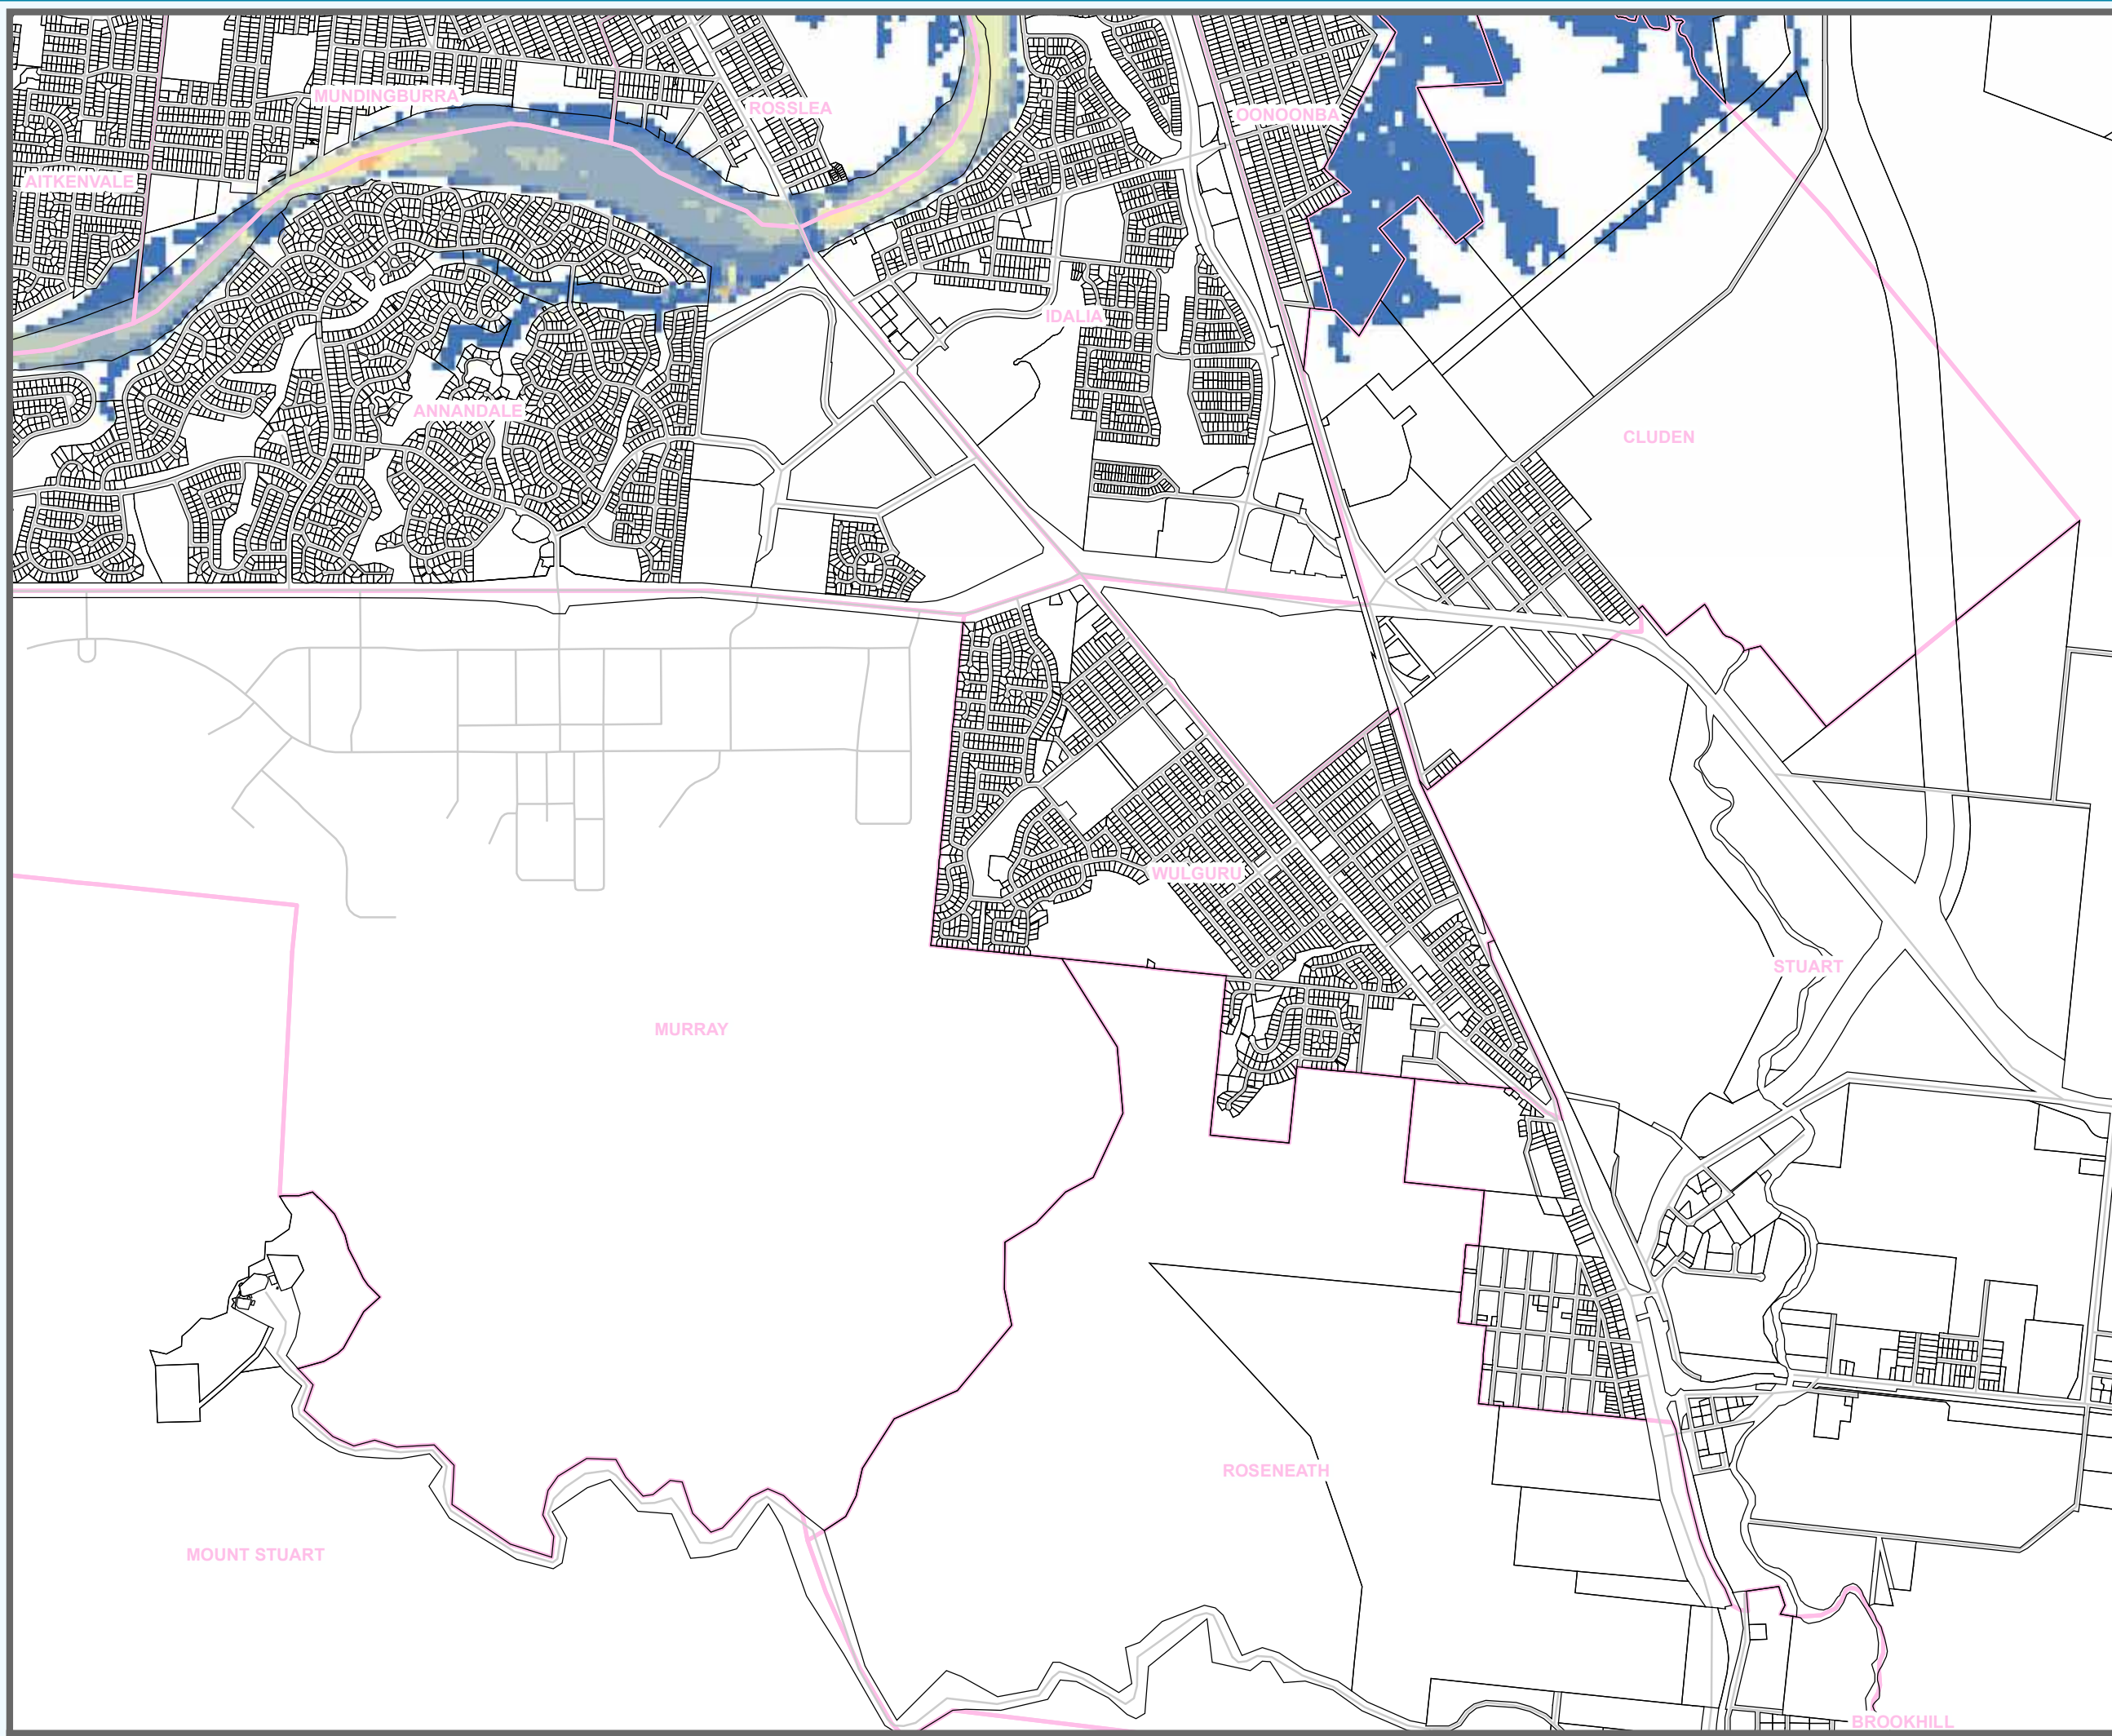 MUNDINGBURRA
ROSSLEA
OONOONBA
AITKENVALE
IDALIA
ANNANDALE
CLUDEN
WULGURU
STUART
MURRAY
ROSENEATH
MOUNT STUART
BROOKHILL